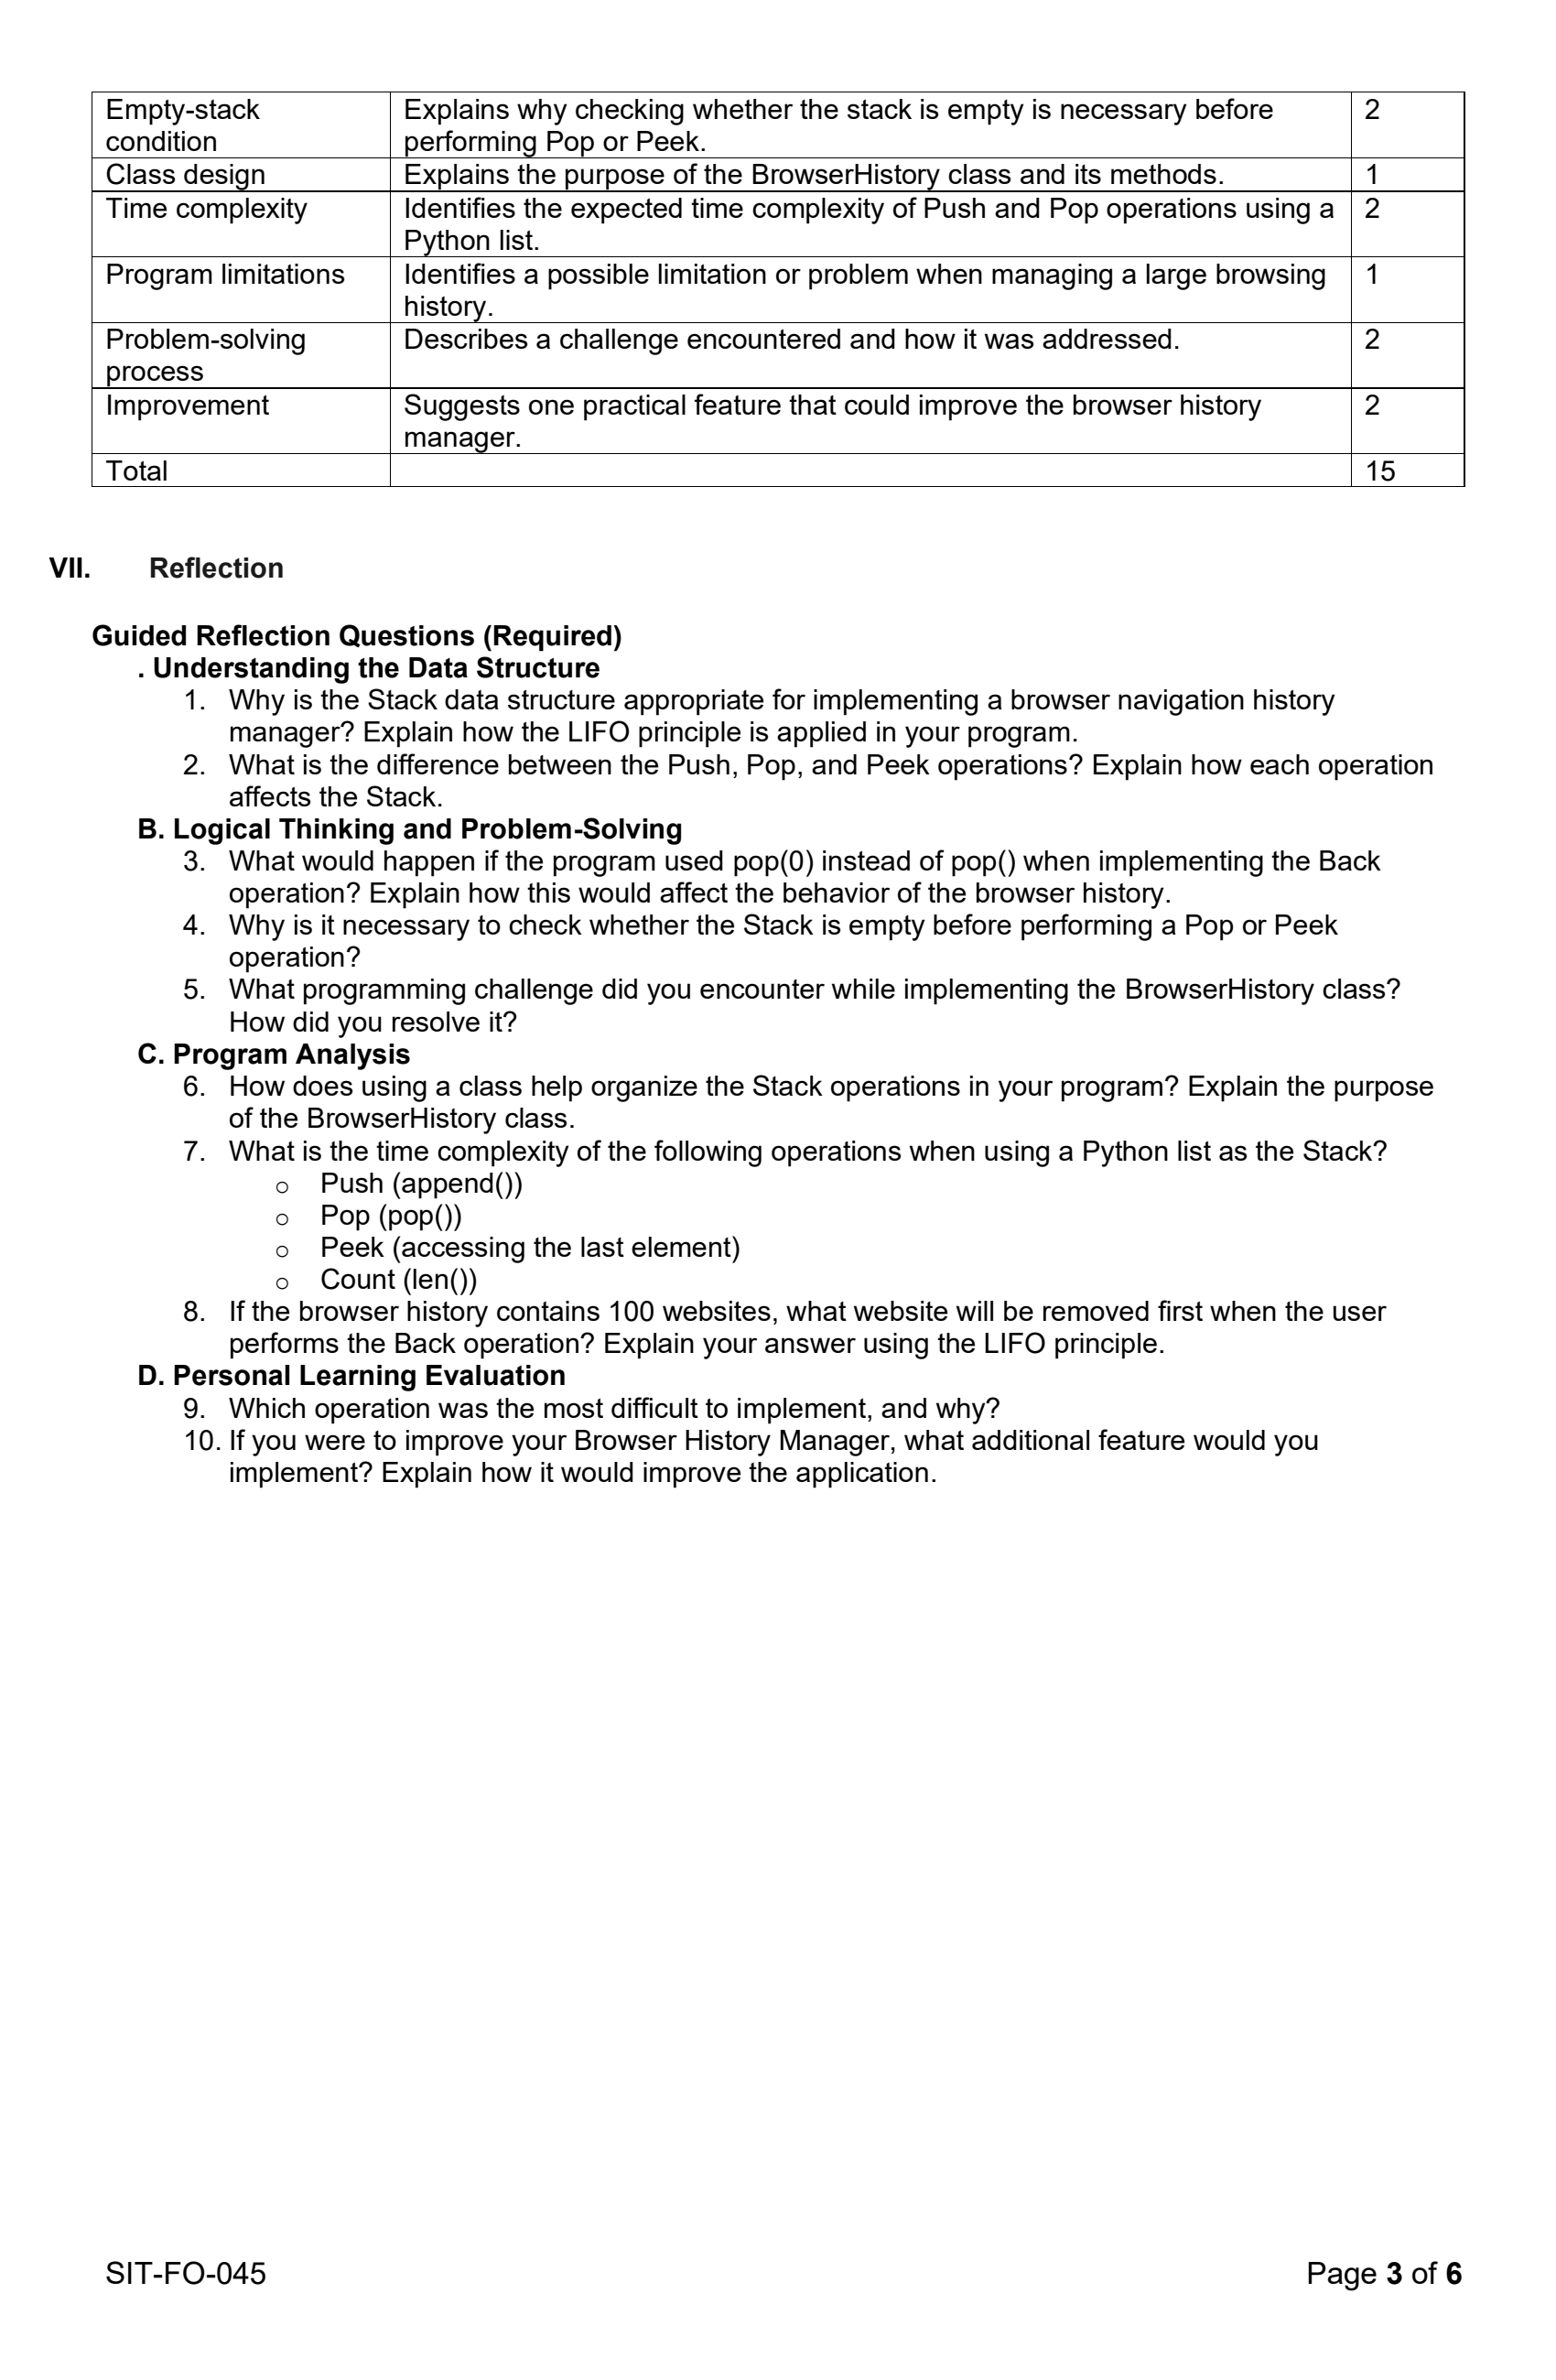 Empty-stack condition | Explains why checking whether the stack is empty is necessary before performing Pop or Peek. | 2
Class design | Explains the purpose of the BrowserHistory class and its methods. | 1
Time complexity | Identifies the expected time complexity of Push and Pop operations using a Python list. | 2
Program limitations | Identifies a possible limitation or problem when managing a large browsing history. | 1
Problem-solving process | Describes a challenge encountered and how it was addressed. | 2
Improvement | Suggests one practical feature that could improve the browser history manager. | 2
Total | | 15
VII. Reflection
Guided Reflection Questions (Required)
. Understanding the Data Structure
1. Why is the Stack data structure appropriate for implementing a browser navigation history
manager? Explain how the LIFO principle is applied in your program.
2. What is the difference between the Push, Pop, and Peek operations? Explain how each operation
affects the Stack.
B. Logical Thinking and Problem-Solving
3. What would happen if the program used pop(0) instead of pop() when implementing the Back
operation? Explain how this would affect the behavior of the browser history.
4. Why is it necessary to check whether the Stack is empty before performing a Pop or Peek
operation?
5. What programming challenge did you encounter while implementing the BrowserHistory class?
How did you resolve it?
C. Program Analysis
6. How does using a class help organize the Stack operations in your program? Explain the purpose
of the BrowserHistory class.
7. What is the time complexity of the following operations when using a Python list as the Stack?
o Push (append())
o Pop (pop())
o Peek (accessing the last element)
o Count (len())
8. If the browser history contains 100 websites, what website will be removed first when the user
performs the Back operation? Explain your answer using the LIFO principle.
D. Personal Learning Evaluation
9. Which operation was the most difficult to implement, and why?
10. If you were to improve your Browser History Manager, what additional feature would you
implement? Explain how it would improve the application.
SIT-FO-045
Page 3 of 6